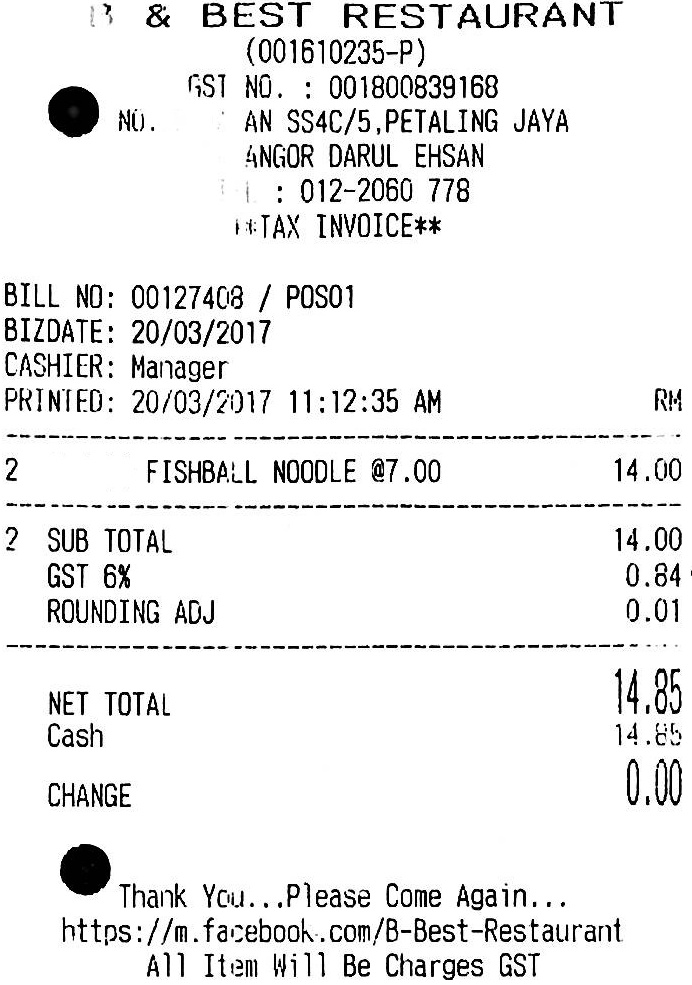 B & BEST RESTAURANT
(001610235-P)
GST NO. : 001800839168
NO. AN SS4C/5,PETALING JAYA
ANGOR DARUL EHSAN
: 012-2060 778
**TAX INVOICE**
BILL NO: 00127408 / POS01
BIZDATE: 20/03/2017
CASHIER: Manager
PRINTED: 20/03/2017 11:12:35 AM RM
2 FISHBALL NOODLE @7.00 14.00
2 SUB TOTAL 14.00
GST 6% 0.84
ROUNDING ADJ 0.01
NET TOTAL 14.85
Cash 14.85
CHANGE 0.00
Thank You...Please Come Again...
https://m.facebook.com/B-Best-Restaurant
All Item Will Be Charges GST